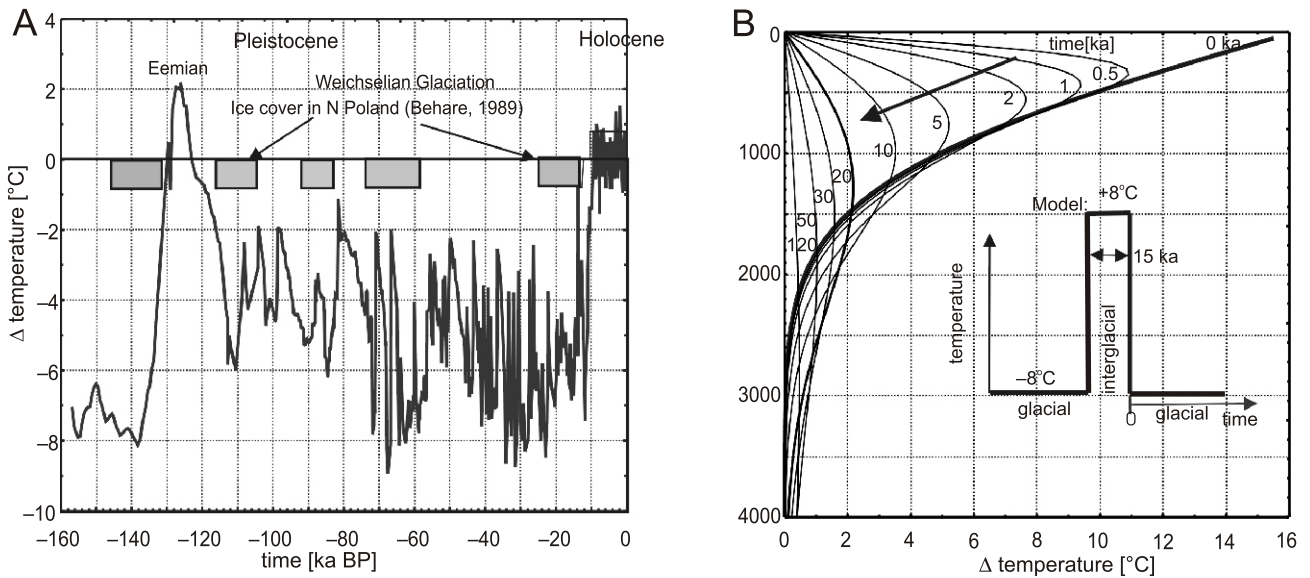 A
4
2
0
–2
–4
–6
–8
–10
Δ temperature [°C]
Pleistocene
Holocene
Eemian
Weichselian Glaciation
Ice cover in N Poland (Behare, 1989)
–160
–140
–120
–100
–80
–60
–40
–20
0
time [ka BP]
B
0
1000
2000
3000
4000
time[ka]
0 ka
0.5
1
2
5
10
20
30
50
120
Model:
+8°C
15 ka
temperature
interglacial
–8°C
glacial
0
glacial
time
0
2
4
6
8
10
12
14
16
Δ temperature [°C]